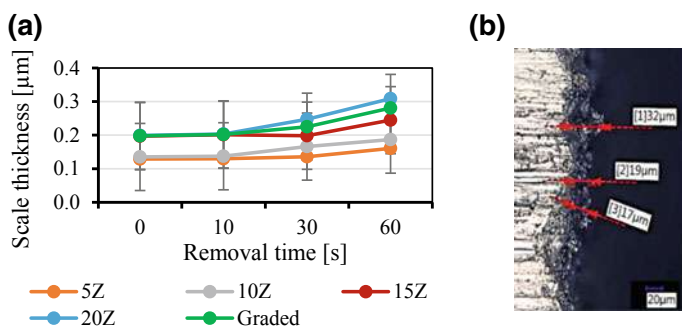 (a)
Scale thickness [µm]
0.4
0.3
0.2
0.1
0.0
0 10 30 60
Removal time [s]
5Z 10Z 15Z
20Z Graded
(b)
[1]32µm
[2]19µm
[3]17µm
20µm